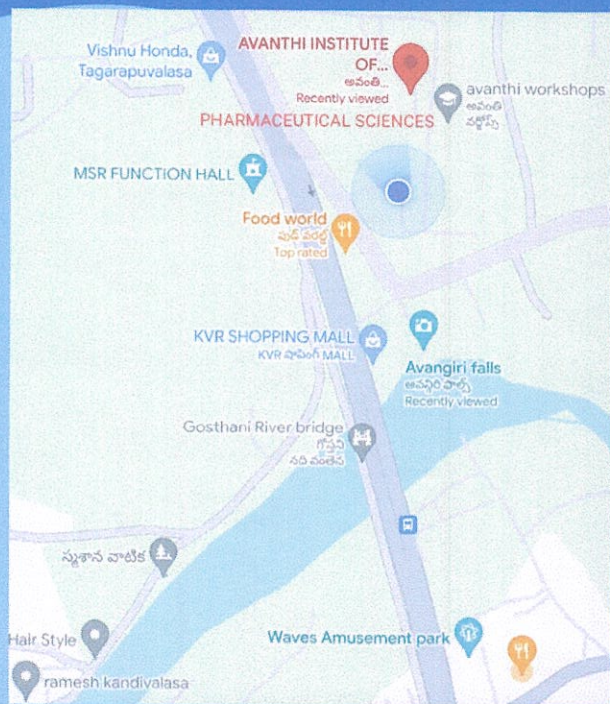 Vishnu Honda,
Tagarapuvalasa
AVANTHI INSTITUTE
OF...
అవంతి...
Recently viewed
PHARMACEUTICAL SCIENCES
avanthi workshops
అవంతి
వర్క్షాప్స్
MSR FUNCTION HALL
Food world
ఫుడ్ వరల్డ్
Top rated
KVR SHOPPING MALL
KVR షాపింగ్ MALL
Avangiri falls
అవన్గిరి ఫాల్స్
Recently viewed
Gosthani River bridge
గోస్తని
నది వంతెన
స్మశాన వాటిక
Hair Style
Waves Amusement park
ramesh kandivalasa